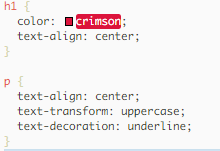 h1 {
  color: crimson;
  text-align: center;
}

p {
  text-align: center;
  text-transform: uppercase;
  text-decoration: underline;
}